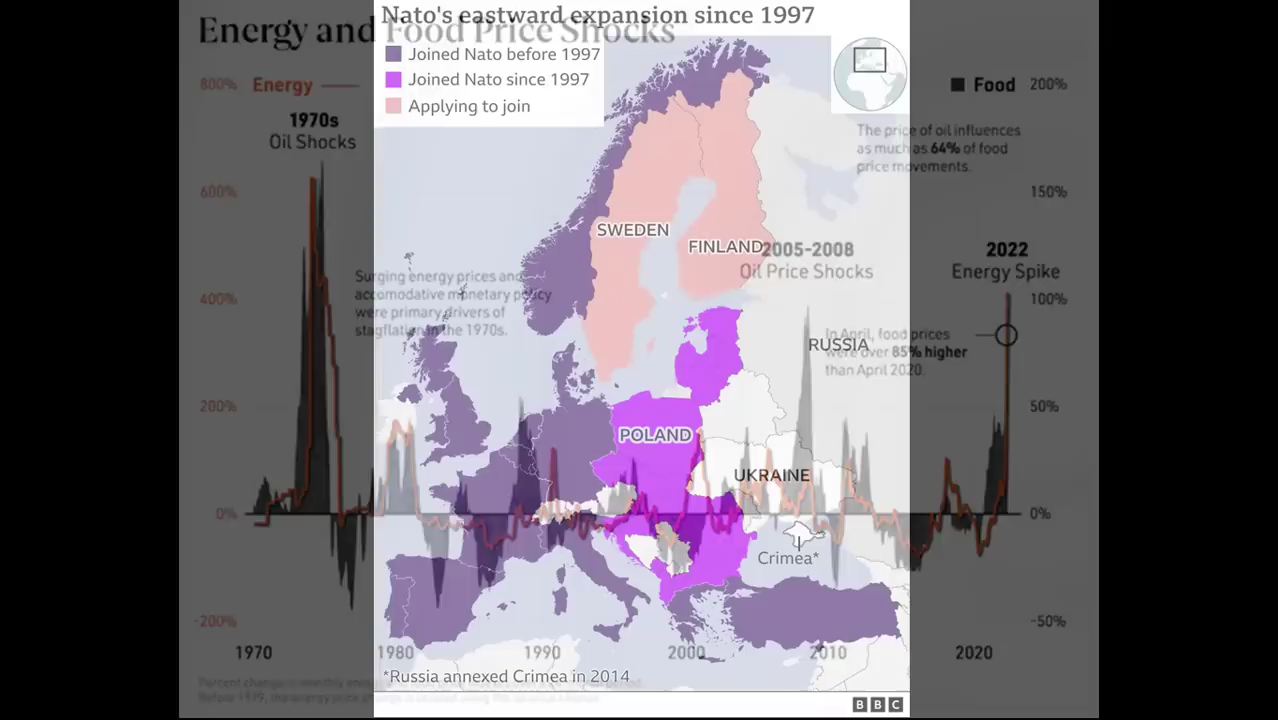 Nato's eastward expansion since 1997
Energy and Food Price Shocks
Joined Nato before 1997
Joined Nato since 1997
Applying to join
800% Energy
Food 200%
1970s
Oil Shocks
The price of oil influences
as much as 64% of food
price movements.
600%
150%
SWEDEN
FINLAND
2005-2008
Oil Price Shocks
2022
Energy Spike
Surging energy prices and
accomodative monetary policy
were primary drivers of
stagflation in the 1970s.
400%
100%
In April, food prices
were over 85% higher
than April 2020.
RUSSIA
200%
50%
POLAND
UKRAINE
0%
0%
Crimea*
-200%
-50%
1970
1980
1990
2000
2010
2020
*Russia annexed Crimea in 2014
BBC